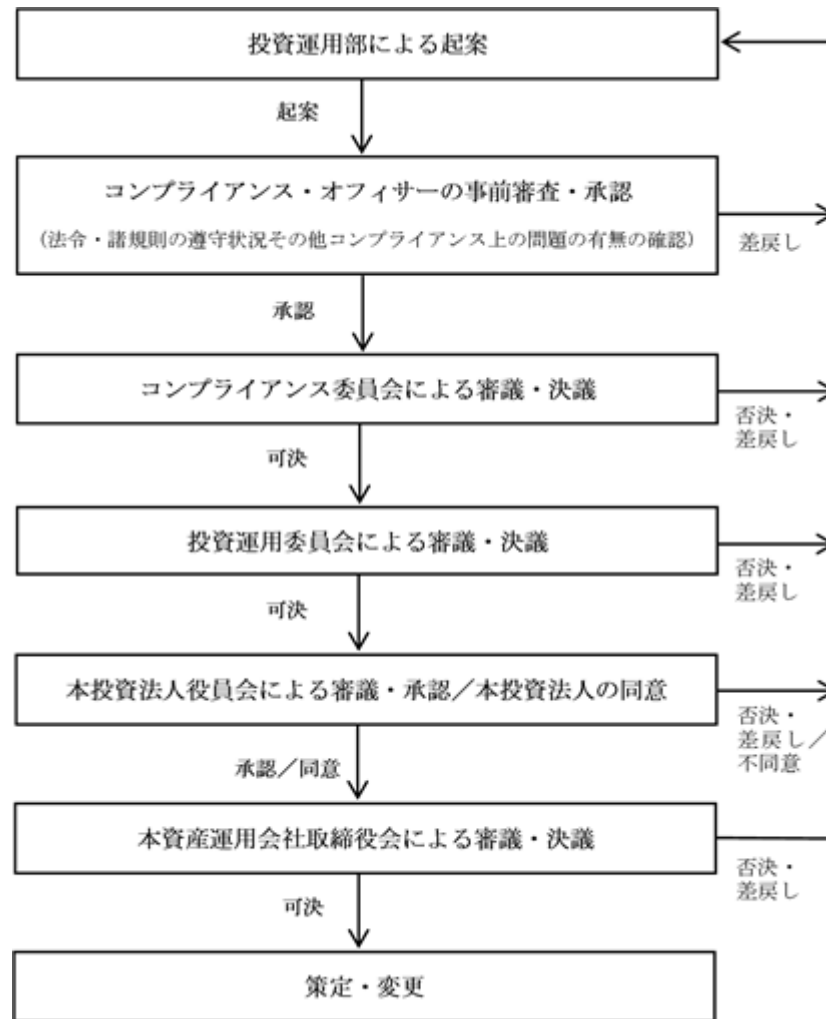 投資運用部による起案
起案
コンプライアンス・オフィサーの事前審査・承認
(法令・諸規則の遵守状況その他コンプライアンス上の問題の有無の確認)
差戻し
承認
コンプライアンス委員会による審議・決議
否決・
差戻し
可決
投資運用委員会による審議・決議
否決・
差戻し
可決
本投資法人役員会による審議・承認／本投資法人の同意
否決・
差戻し／
不同意
承認／同意
本資産運用会社取締役会による審議・決議
否決・
差戻し
可決
策定・変更